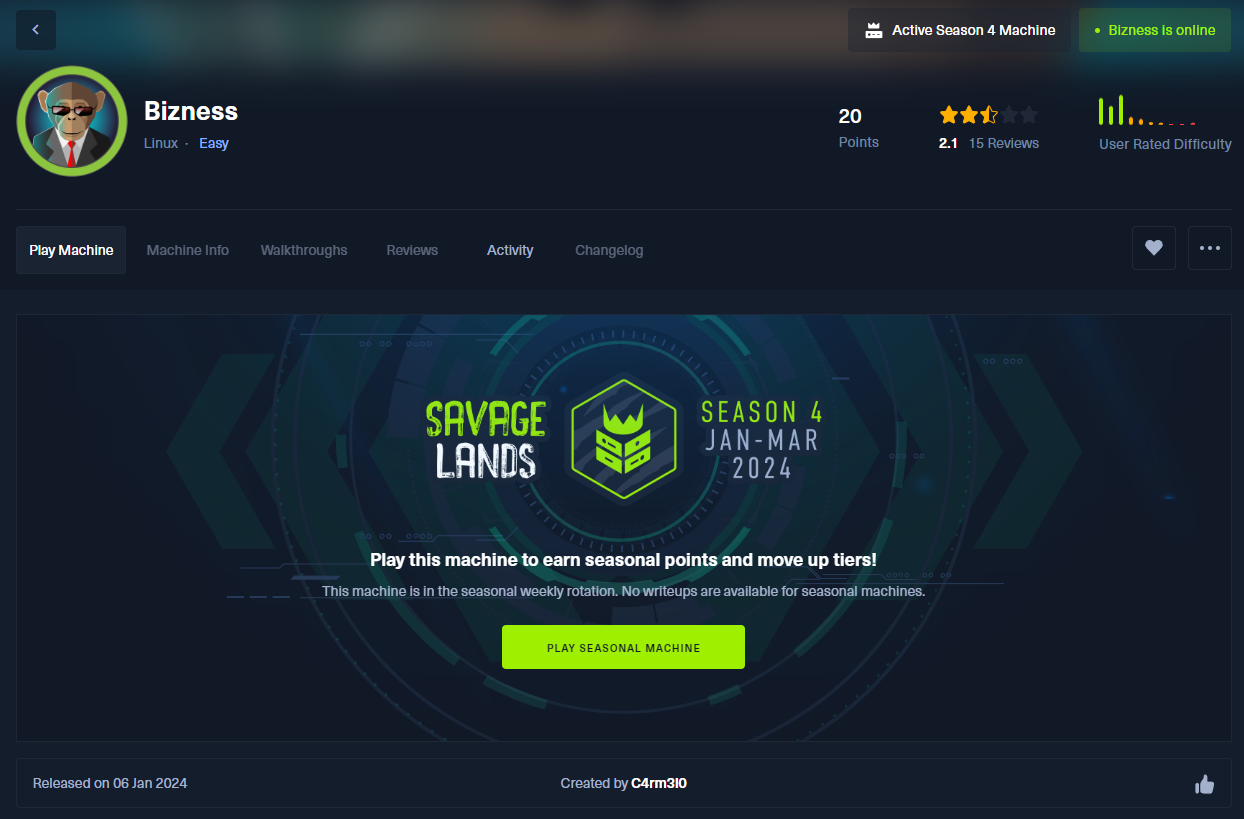 Active Season 4 Machine
Bizness is online
Bizness
Linux · Easy
20
Points
2.1 15 Reviews
User Rated Difficulty
Play Machine
Machine Info
Walkthroughs
Reviews
Activity
Changelog
SAVAGE
LANDS
SEASON 4
JAN-MAR
2024
Play this machine to earn seasonal points and move up tiers!
This machine is in the seasonal weekly rotation. No writeups are available for seasonal machines.
PLAY SEASONAL MACHINE
Released on 06 Jan 2024
Created by C4rm3l0